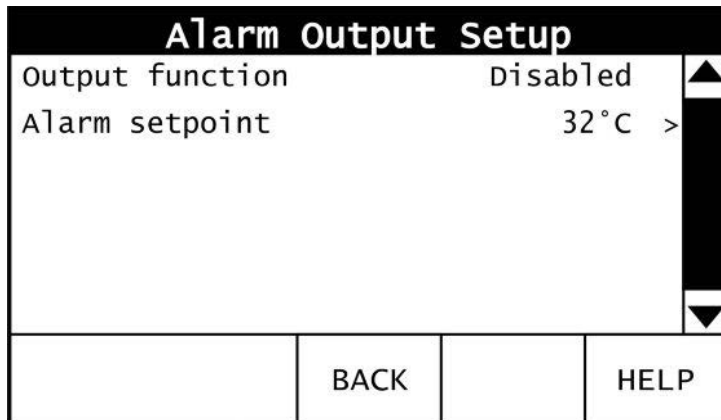 Alarm Output Setup
Output function Disabled
Alarm setpoint 32°C >
BACK HELP